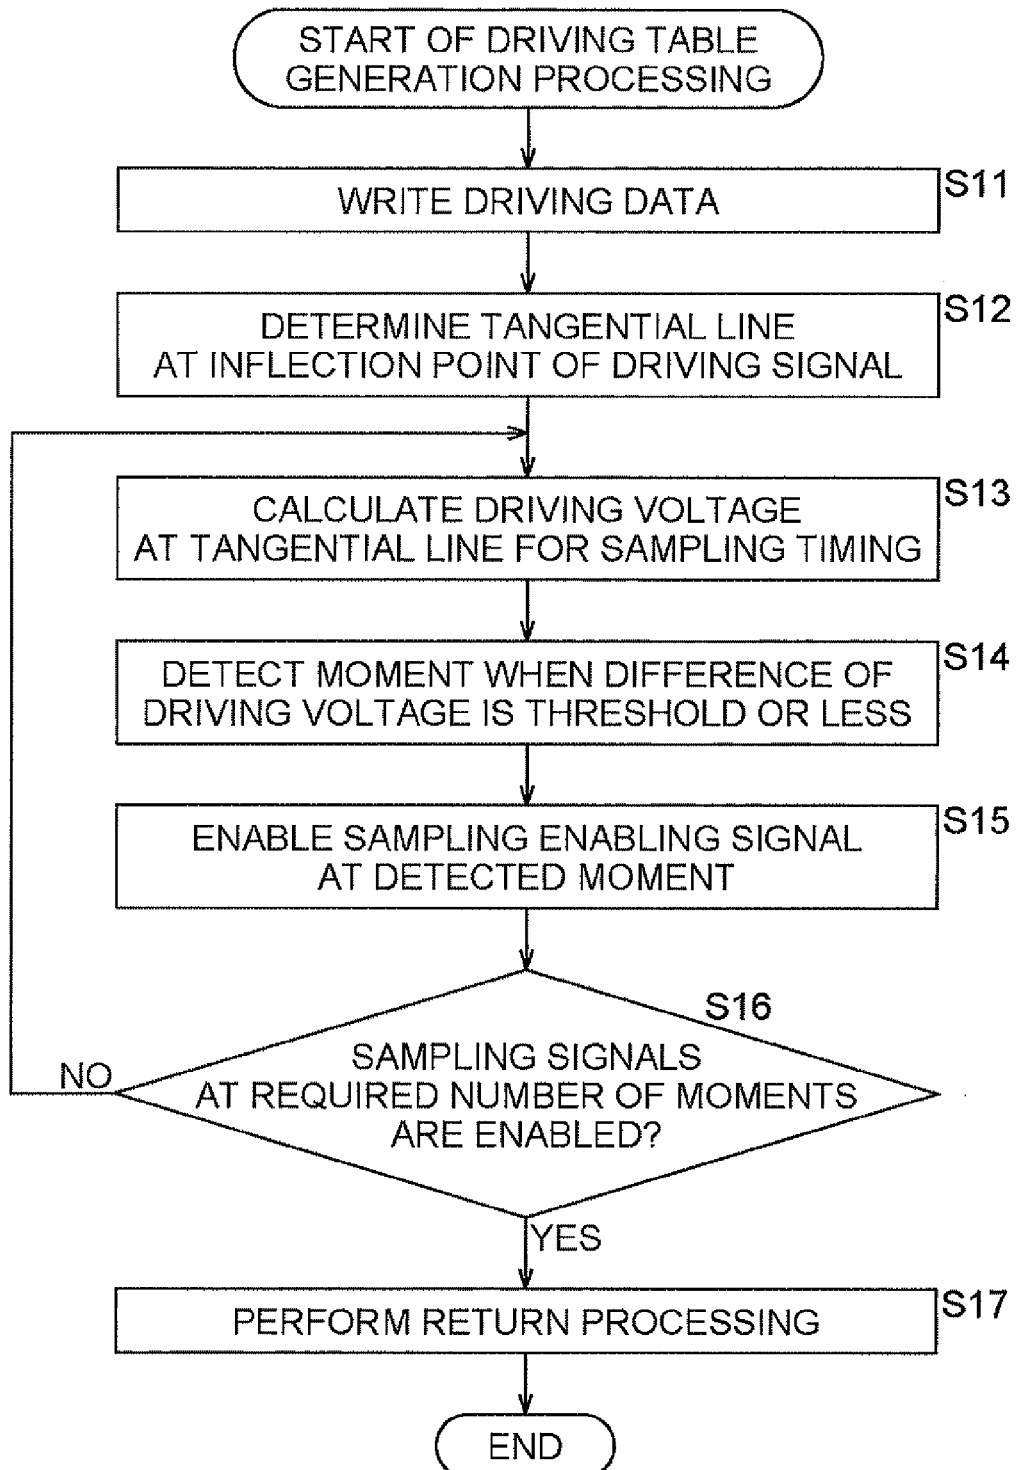 START OF DRIVING TABLE
GENERATION PROCESSING
S11
WRITE DRIVING DATA
S12
DETERMINE TANGENTIAL LINE
AT INFLECTION POINT OF DRIVING SIGNAL
S13
CALCULATE DRIVING VOLTAGE
AT TANGENTIAL LINE FOR SAMPLING TIMING
S14
DETECT MOMENT WHEN DIFFERENCE OF
DRIVING VOLTAGE IS THRESHOLD OR LESS
S15
ENABLE SAMPLING ENABLING SIGNAL
AT DETECTED MOMENT
S16
SAMPLING SIGNALS
NO
AT REQUIRED NUMBER OF MOMENTS
ARE ENABLED?
YES
S17
PERFORM RETURN PROCESSING
END